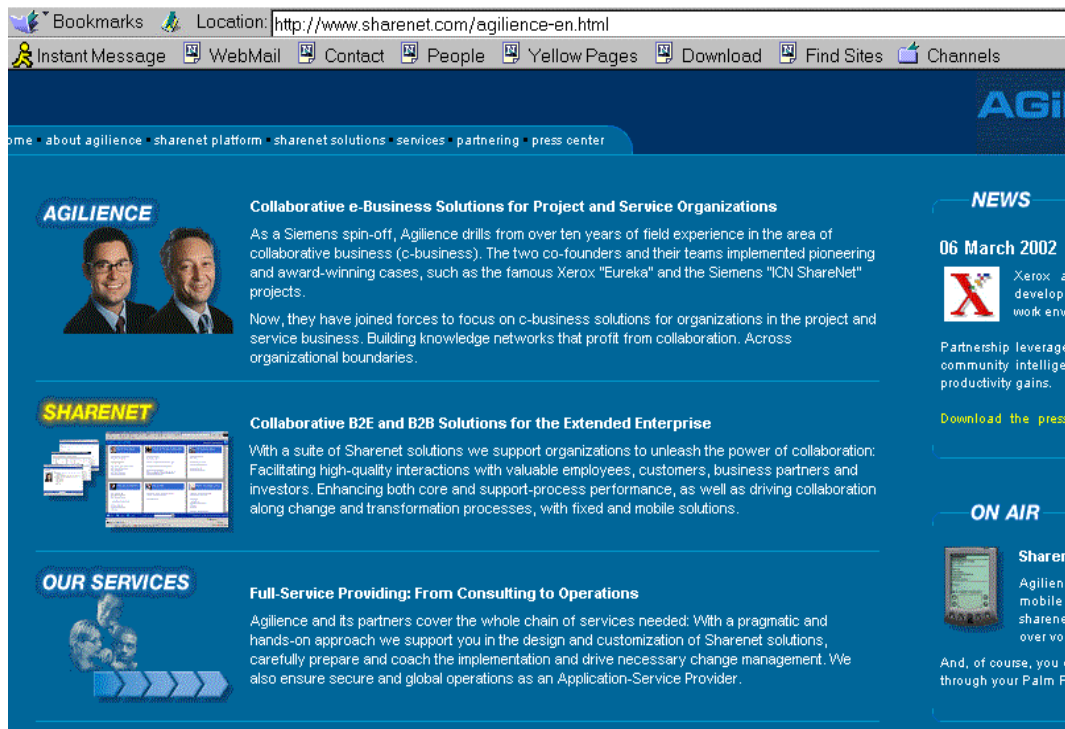 Bookmarks Location: http://www.sharenet.com/agilience-en.html
Instant Message WebMail Contact People Yellow Pages Download Find Sites Channels
ome about agilience sharenet platform sharenet solutions services partnering press center
AGILIENCE
Collaborative e-Business Solutions for Project and Service Organizations
As a Siemens spin-off, Agilience drills from over ten years of field experience in the area of
collaborative business (c-business). The two co-founders and their teams implemented pioneering
and award-winning cases, such as the famous Xerox "Eureka" and the Siemens "ICN ShareNet"
projects.
Now, they have joined forces to focus on c-business solutions for organizations in the project and
service business. Building knowledge networks that profit from collaboration. Across
organizational boundaries.
SHARENET
Collaborative B2E and B2B Solutions for the Extended Enterprise
With a suite of Sharenet solutions we support organizations to unleash the power of collaboration:
Facilitating high-quality interactions with valuable employees, customers, business partners and
investors. Enhancing both core and support-process performance, as well as driving collaboration
along change and transformation processes, with fixed and mobile solutions.
OUR SERVICES
Full-Service Providing: From Consulting to Operations
Agilience and its partners cover the whole chain of services needed: With a pragmatic and
hands-on approach we support you in the design and customization of Sharenet solutions,
carefully prepare and coach the implementation and drive necessary change management. We
also ensure secure and global operations as an Application-Service Provider.
AGi
NEWS
06 March 2002
Xerox a
develop
work env
Partnership leverage
community intellige
productivity gains.
Download the press
ON AIR
Sharen
Agilien
mobile
sharene
over vo
And, of course, you
through your Palm P